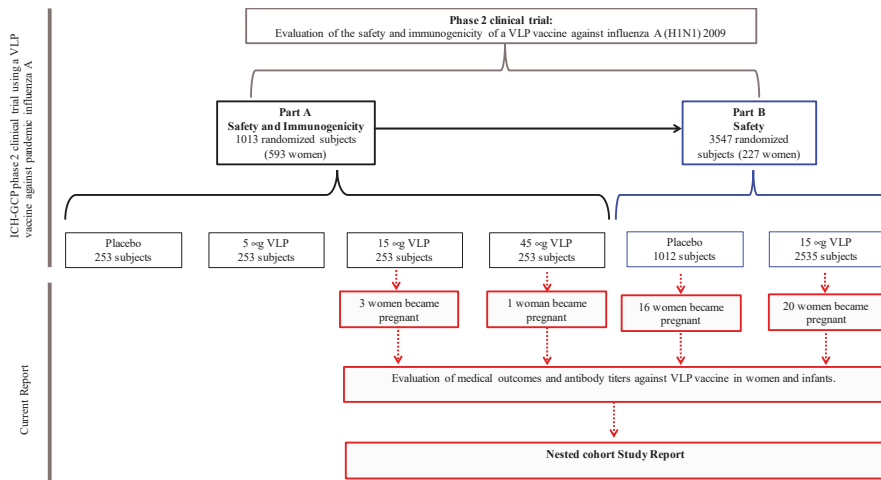 Phase 2 clinical trial:
Evaluation of the safety and immunogenicity of a VLP vaccine against influenza A (H1N1) 2009
ICH-GCP phase 2 clinical trial using a VLP
vaccine against pandemic influenza A
Part A
Safety and Immunogenicity
1013 randomized subjects
(593 women)
Part B
Safety
3547 randomized
subjects (227 women)
Placebo
253 subjects
5 ∝g VLP
253 subjects
15 ∝g VLP
253 subjects
45 ∝g VLP
253 subjects
Placebo
1012 subjects
15 ∝g VLP
2535 subjects
Current Report
3 women became
pregnant
1 woman became
pregnant
16 women became
pregnant
20 women became
pregnant
Evaluation of medical outcomes and antibody titers against VLP vaccine in women and infants.
Nested cohort Study Report